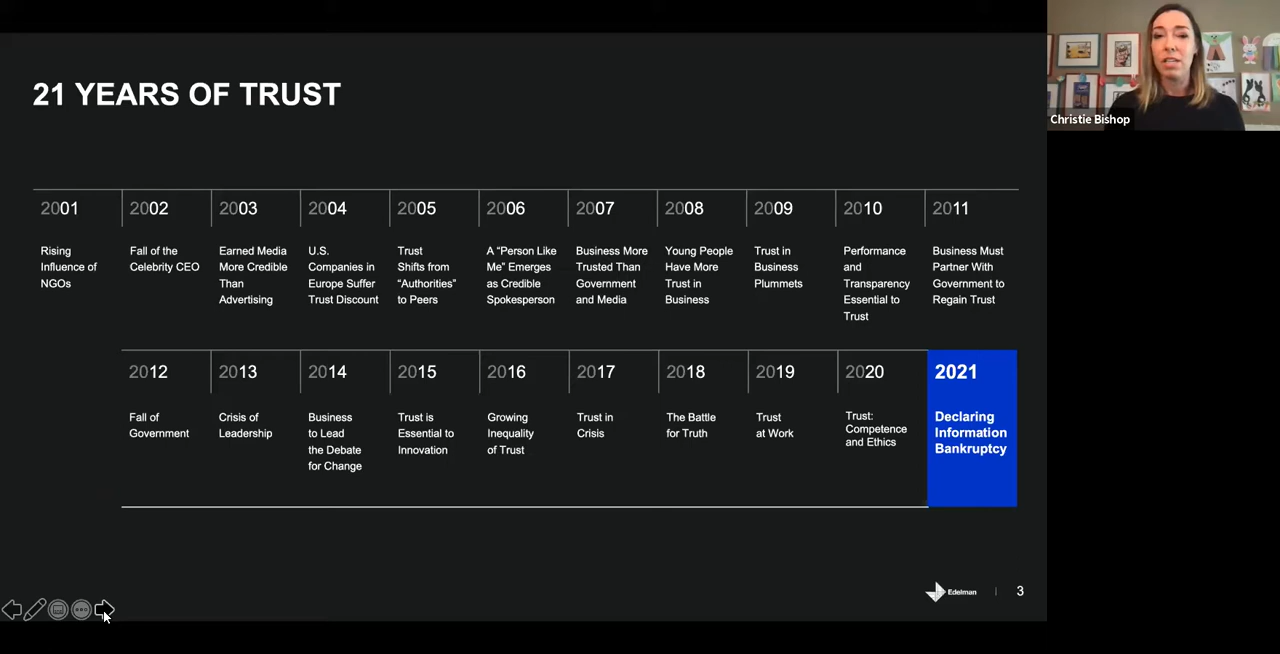 21 YEARS OF TRUST
Christie Bishop
2001
Rising
Influence of
NGOs
2002
Fall of the
Celebrity CEO
2003
Earned Media
More Credible
Than
Advertising
2004
U.S.
Companies in
Europe Suffer
Trust Discount
2005
Trust
Shifts from
“Authorities”
to Peers
2006
A “Person Like
Me” Emerges
as Credible
Spokesperson
2007
Business More
Trusted Than
Government
and Media
2008
Young People
Have More
Trust in
Business
2009
Trust in
Business
Plummets
2010
Performance
and
Transparency
Essential to
Trust
2011
Business Must
Partner With
Government to
Regain Trust
2012
Fall of
Government
2013
Crisis of
Leadership
2014
Business
to Lead
the Debate
for Change
2015
Trust is
Essential to
Innovation
2016
Growing
Inequality
of Trust
2017
Trust in
Crisis
2018
The Battle
for Truth
2019
Trust
at Work
2020
Trust:
Competence
and Ethics
2021
Declaring
Information
Bankruptcy
Edelman | 3